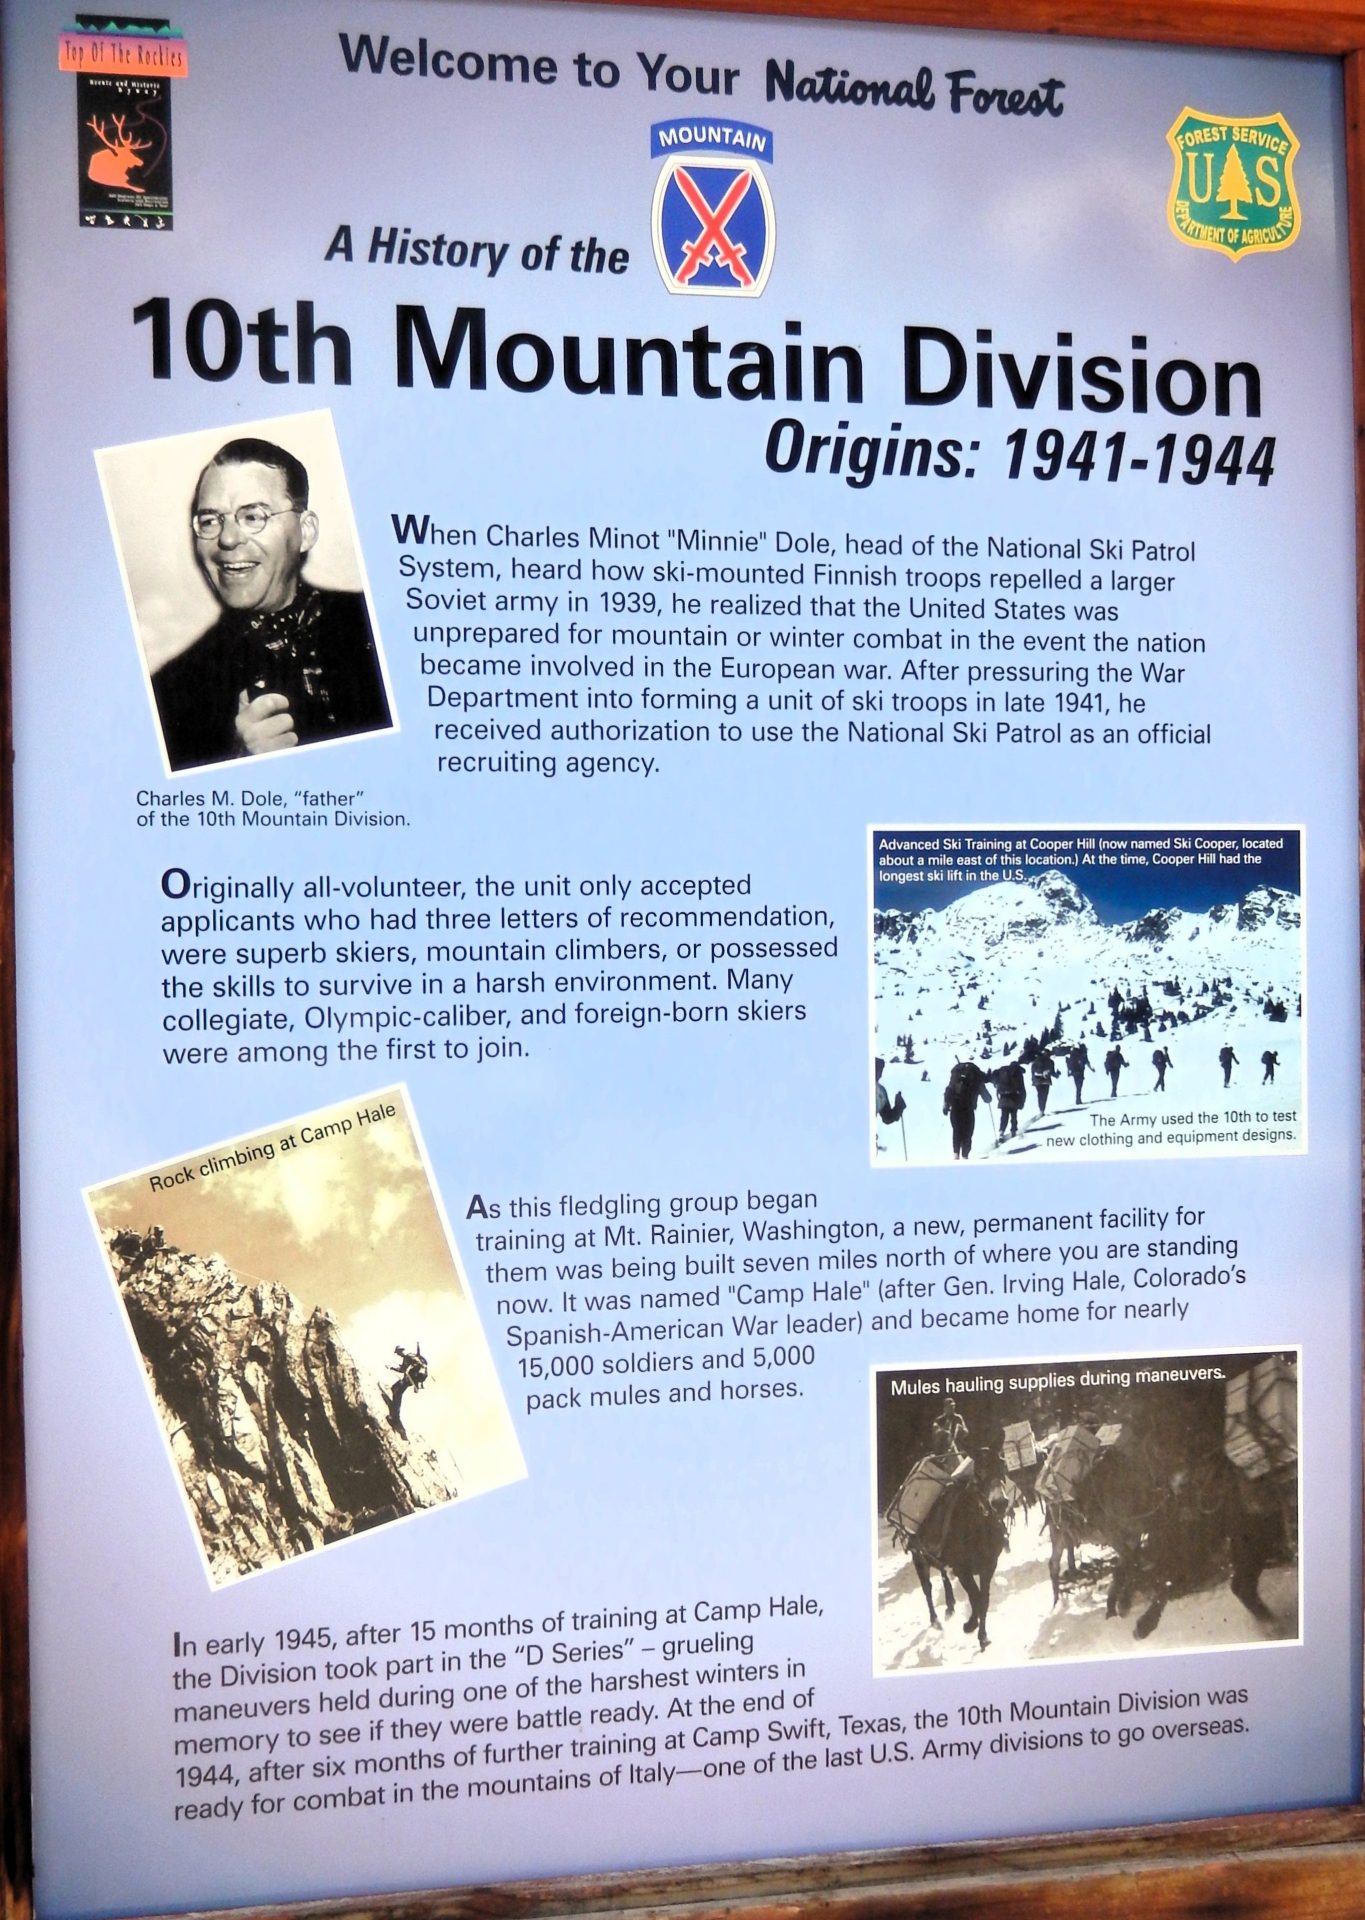 Top Of The Rockies
Scenic and Historic
Byway
Welcome to Your National Forest
MOUNTAIN
FOREST SERVICE
U S
DEPARTMENT OF AGRICULTURE
A History of the
10th Mountain Division
Origins: 1941-1944
When Charles Minot "Minnie" Dole, head of the National Ski Patrol
System, heard how ski-mounted Finnish troops repelled a larger
Soviet army in 1939, he realized that the United States was
unprepared for mountain or winter combat in the event the nation
became involved in the European war. After pressuring the War
Department into forming a unit of ski troops in late 1941, he
received authorization to use the National Ski Patrol as an official
recruiting agency.
Charles M. Dole, “father”
of the 10th Mountain Division.
Originally all-volunteer, the unit only accepted
applicants who had three letters of recommendation,
were superb skiers, mountain climbers, or possessed
the skills to survive in a harsh environment. Many
collegiate, Olympic-caliber, and foreign-born skiers
were among the first to join.
Advanced Ski Training at Cooper Hill (now named Ski Cooper, located
about a mile east of this location.) At the time, Cooper Hill had the
longest ski lift in the U.S.
The Army used the 10th to test
new clothing and equipment designs.
Rock climbing at Camp Hale
As this fledgling group began
training at Mt. Rainier, Washington, a new, permanent facility for
them was being built seven miles north of where you are standing
now. It was named "Camp Hale" (after Gen. Irving Hale, Colorado’s
Spanish-American War leader) and became home for nearly
15,000 soldiers and 5,000
pack mules and horses.
Mules hauling supplies during maneuvers.
In early 1945, after 15 months of training at Camp Hale,
the Division took part in the “D Series” – grueling
maneuvers held during one of the harshest winters in
memory to see if they were battle ready. At the end of
1944, after six months of further training at Camp Swift, Texas, the 10th Mountain Division was
ready for combat in the mountains of Italy—one of the last U.S. Army divisions to go overseas.